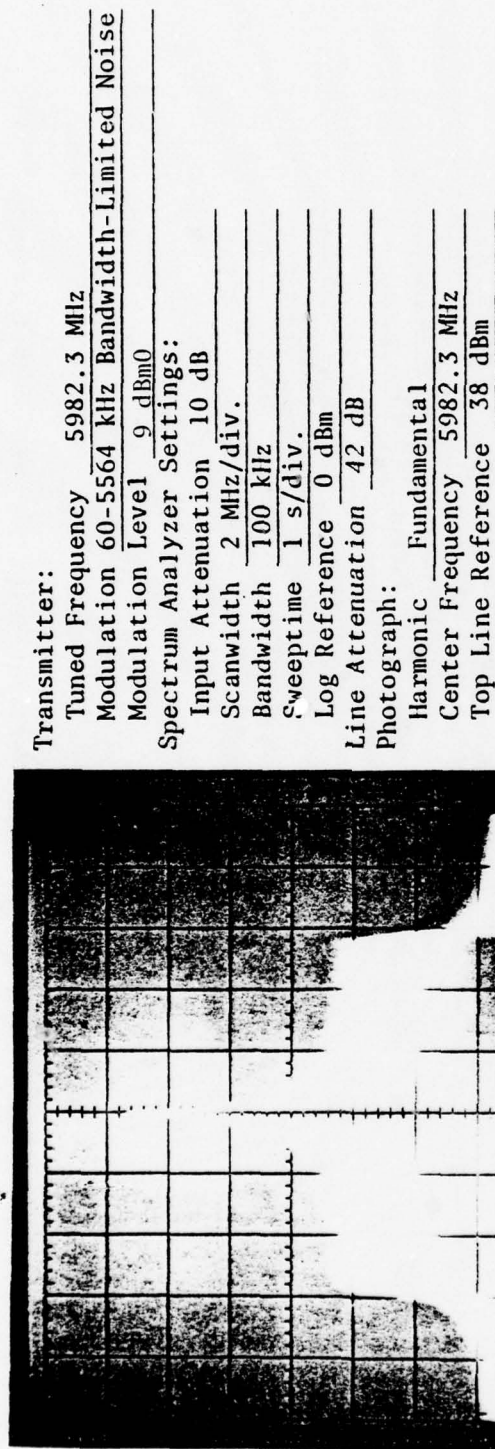 Transmitter:
Tuned Frequency 5982.3 MHz
Modulation 60-5564 kHz Bandwidth-Limited Noise
Modulation Level 9 dBm0
Spectrum Analyzer Settings:
Input Attenuation 10 dB
Scanwidth 2 MHz/div.
Bandwidth 100 kHz
Sweeptime 1 s/div.
Log Reference 0 dBm
Line Attenuation 42 dB
Photograph:
Harmonic Fundamental
Center Frequency 5982.3 MHz
Top Line Reference 38 dBm